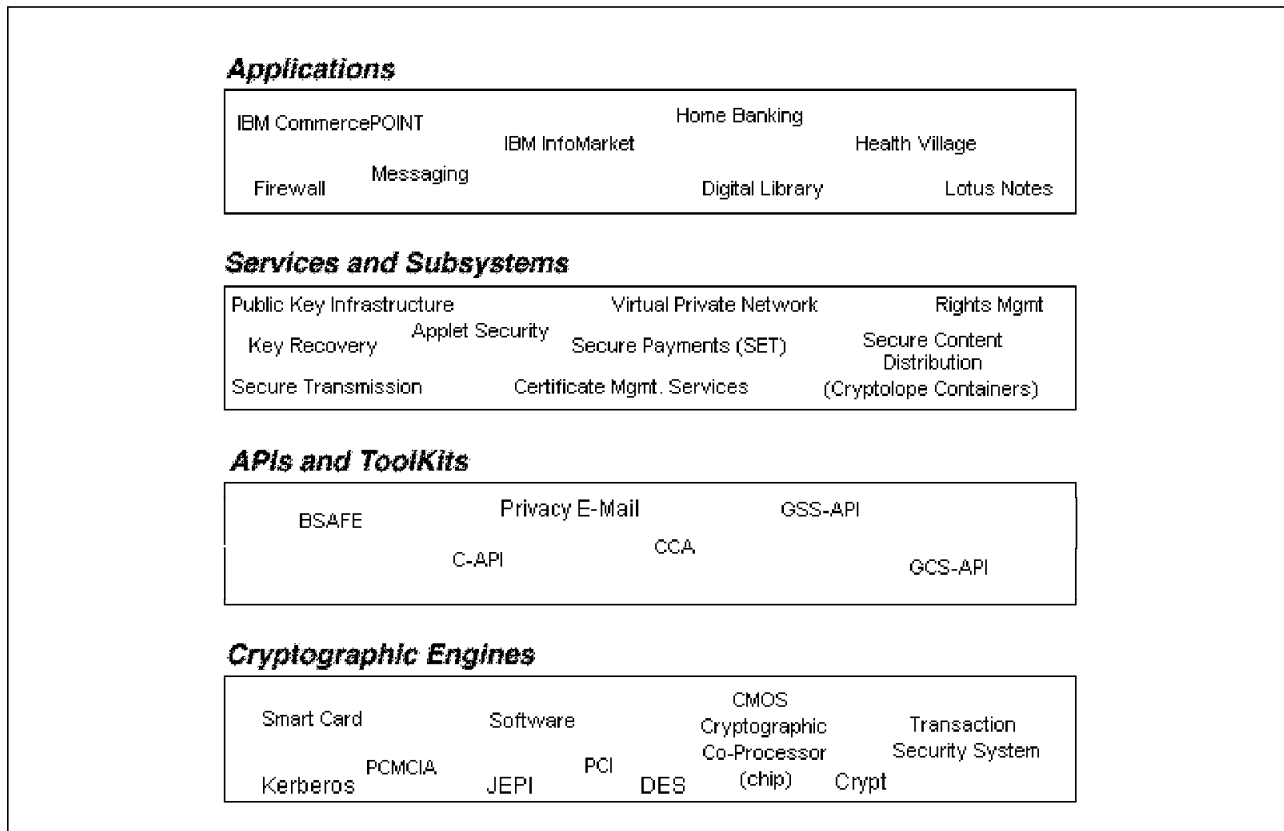 Applications
IBM CommercePOINT
Home Banking
IBM InfoMarket
Health Village
Messaging
Firewall
Digital Library
Lotus Notes
Services and Subsystems
Public Key Infrastructure
Virtual Private Network
Rights Mgmt
Applet Security
Key Recovery
Secure Payments (SET)
Secure Content
Distribution
(Cryptolope Containers)
Secure Transmission
Certificate Mgmt. Services
APIs and ToolKits
BSAFE
Privacy E-Mail
GSS-API
C-API
CCA
GCS-API
Cryptographic Engines
Smart Card
Software
CMOS
Cryptographic
Co-Processor
(chip)
Transaction
Security System
PCMCIA
PCI
Kerberos
JEPI
DES
Crypt